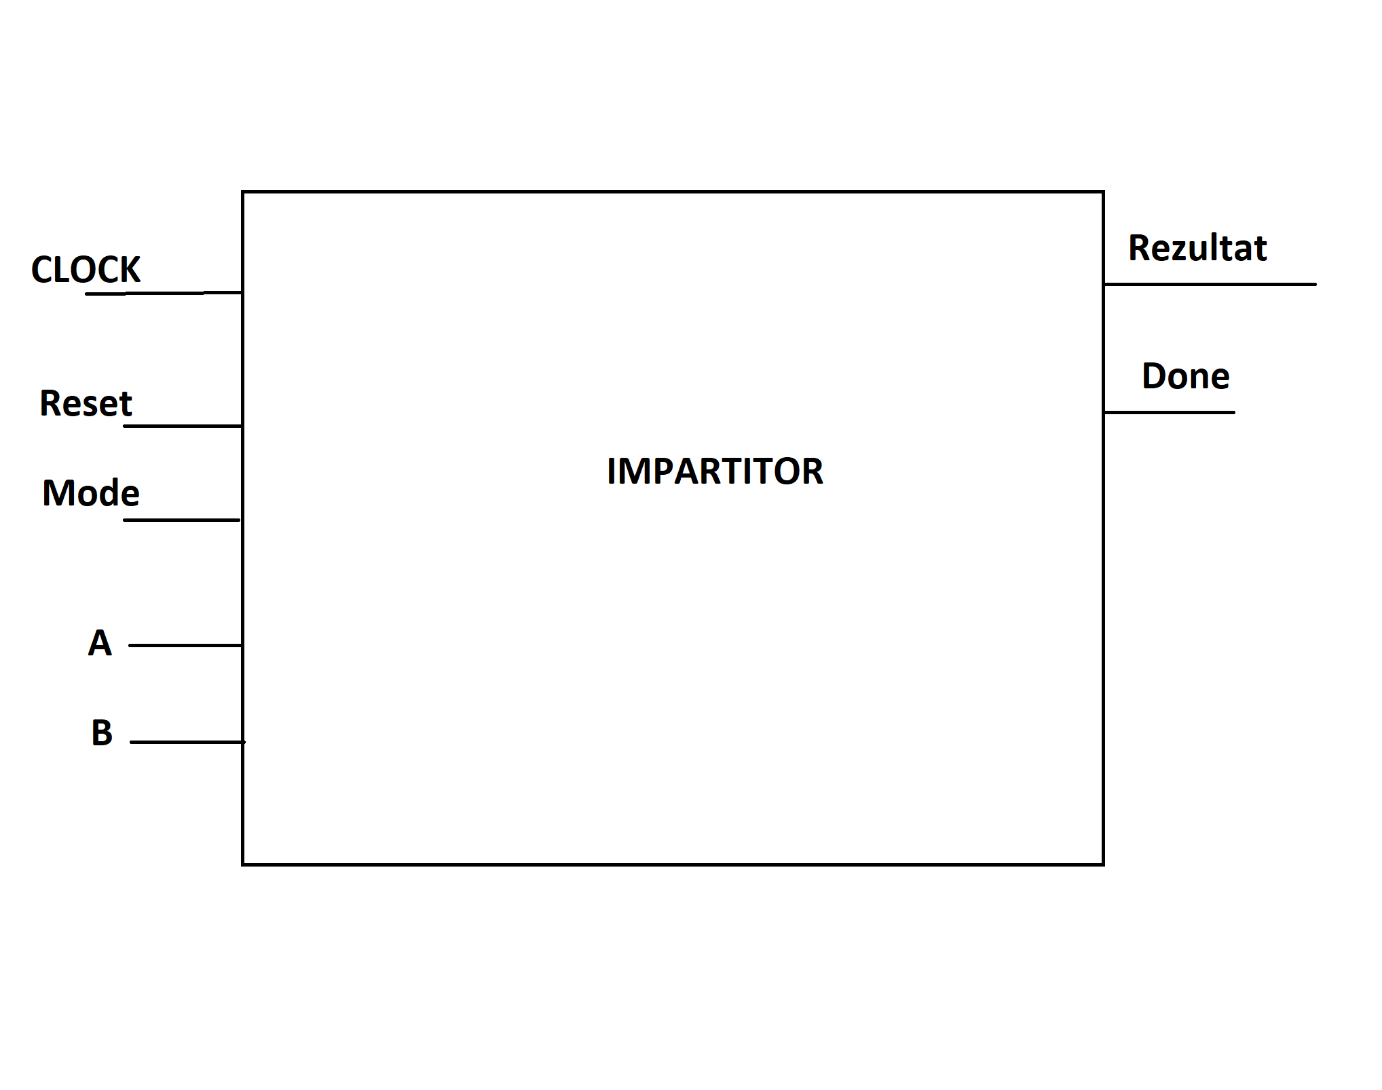 CLOCK
Reset
Mode
A
B
IMPARTITOR
Rezultat
Done